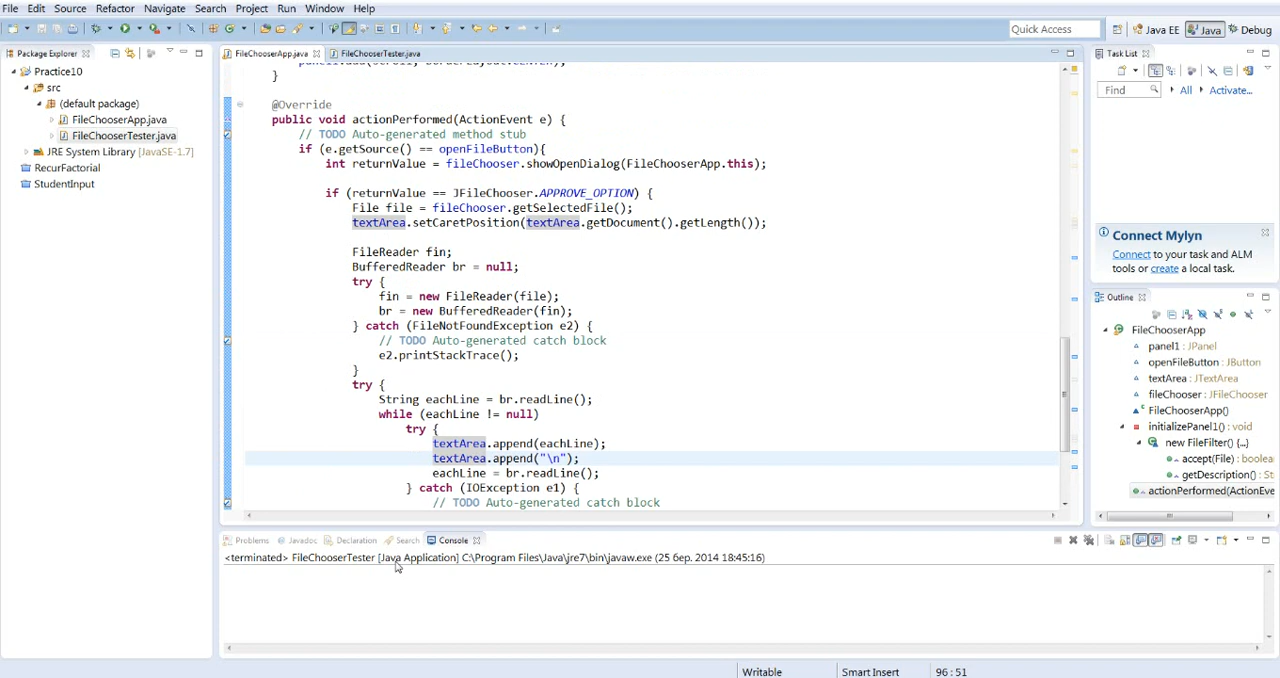 File Edit Source Refactor Navigate Search Project Run Window Help
Quick Access
Java EE
Java
Debug
Package Explorer
Practice10
src
(default package)
FileChooserApp.java
FileChooserTester.java
JRE System Library [JavaSE-1.7]
RecurFactorial
StudentInput
FileChooserApp.java
FileChooserTester.java
}
@Override
public void actionPerformed(ActionEvent e) {
// TODO Auto-generated method stub
if (e.getSource() == openFileButton){
int returnValue = fileChooser.showOpenDialog(FileChooserApp.this);
if (returnValue == JFileChooser.APPROVE_OPTION) {
File file = fileChooser.getSelectedFile();
textArea.setCaretPosition(textArea.getDocument().getLength());
FileReader fin;
BufferedReader br = null;
try {
fin = new FileReader(file);
br = new BufferedReader(fin);
} catch (FileNotFoundException e2) {
// TODO Auto-generated catch block
e2.printStackTrace();
}
try {
String eachLine = br.readLine();
while (eachLine != null)
try {
textArea.append(eachLine);
textArea.append("\n");
eachLine = br.readLine();
} catch (IOException e1) {
// TODO Auto-generated catch block
Task List
Find
All
Activate...
Connect Mylyn
Connect to your task and ALM
tools or create a local task.
Outline
FileChooserApp
panel1 : JPanel
openFileButton : JButton
textArea : JTextArea
fileChooser : JFileChooser
FileChooserApp()
initializePanel1() : void
new FileFilter() {...}
accept(File) : boolea
getDescription() : St
actionPerformed(ActionEve
Problems
Javadoc
Declaration
Search
Console
<terminated> FileChooserTester [Java Application] C:\Program Files\Java\jre7\bin\javaw.exe (25 бер. 2014 18:45:16)
Writable
Smart Insert
96 : 51